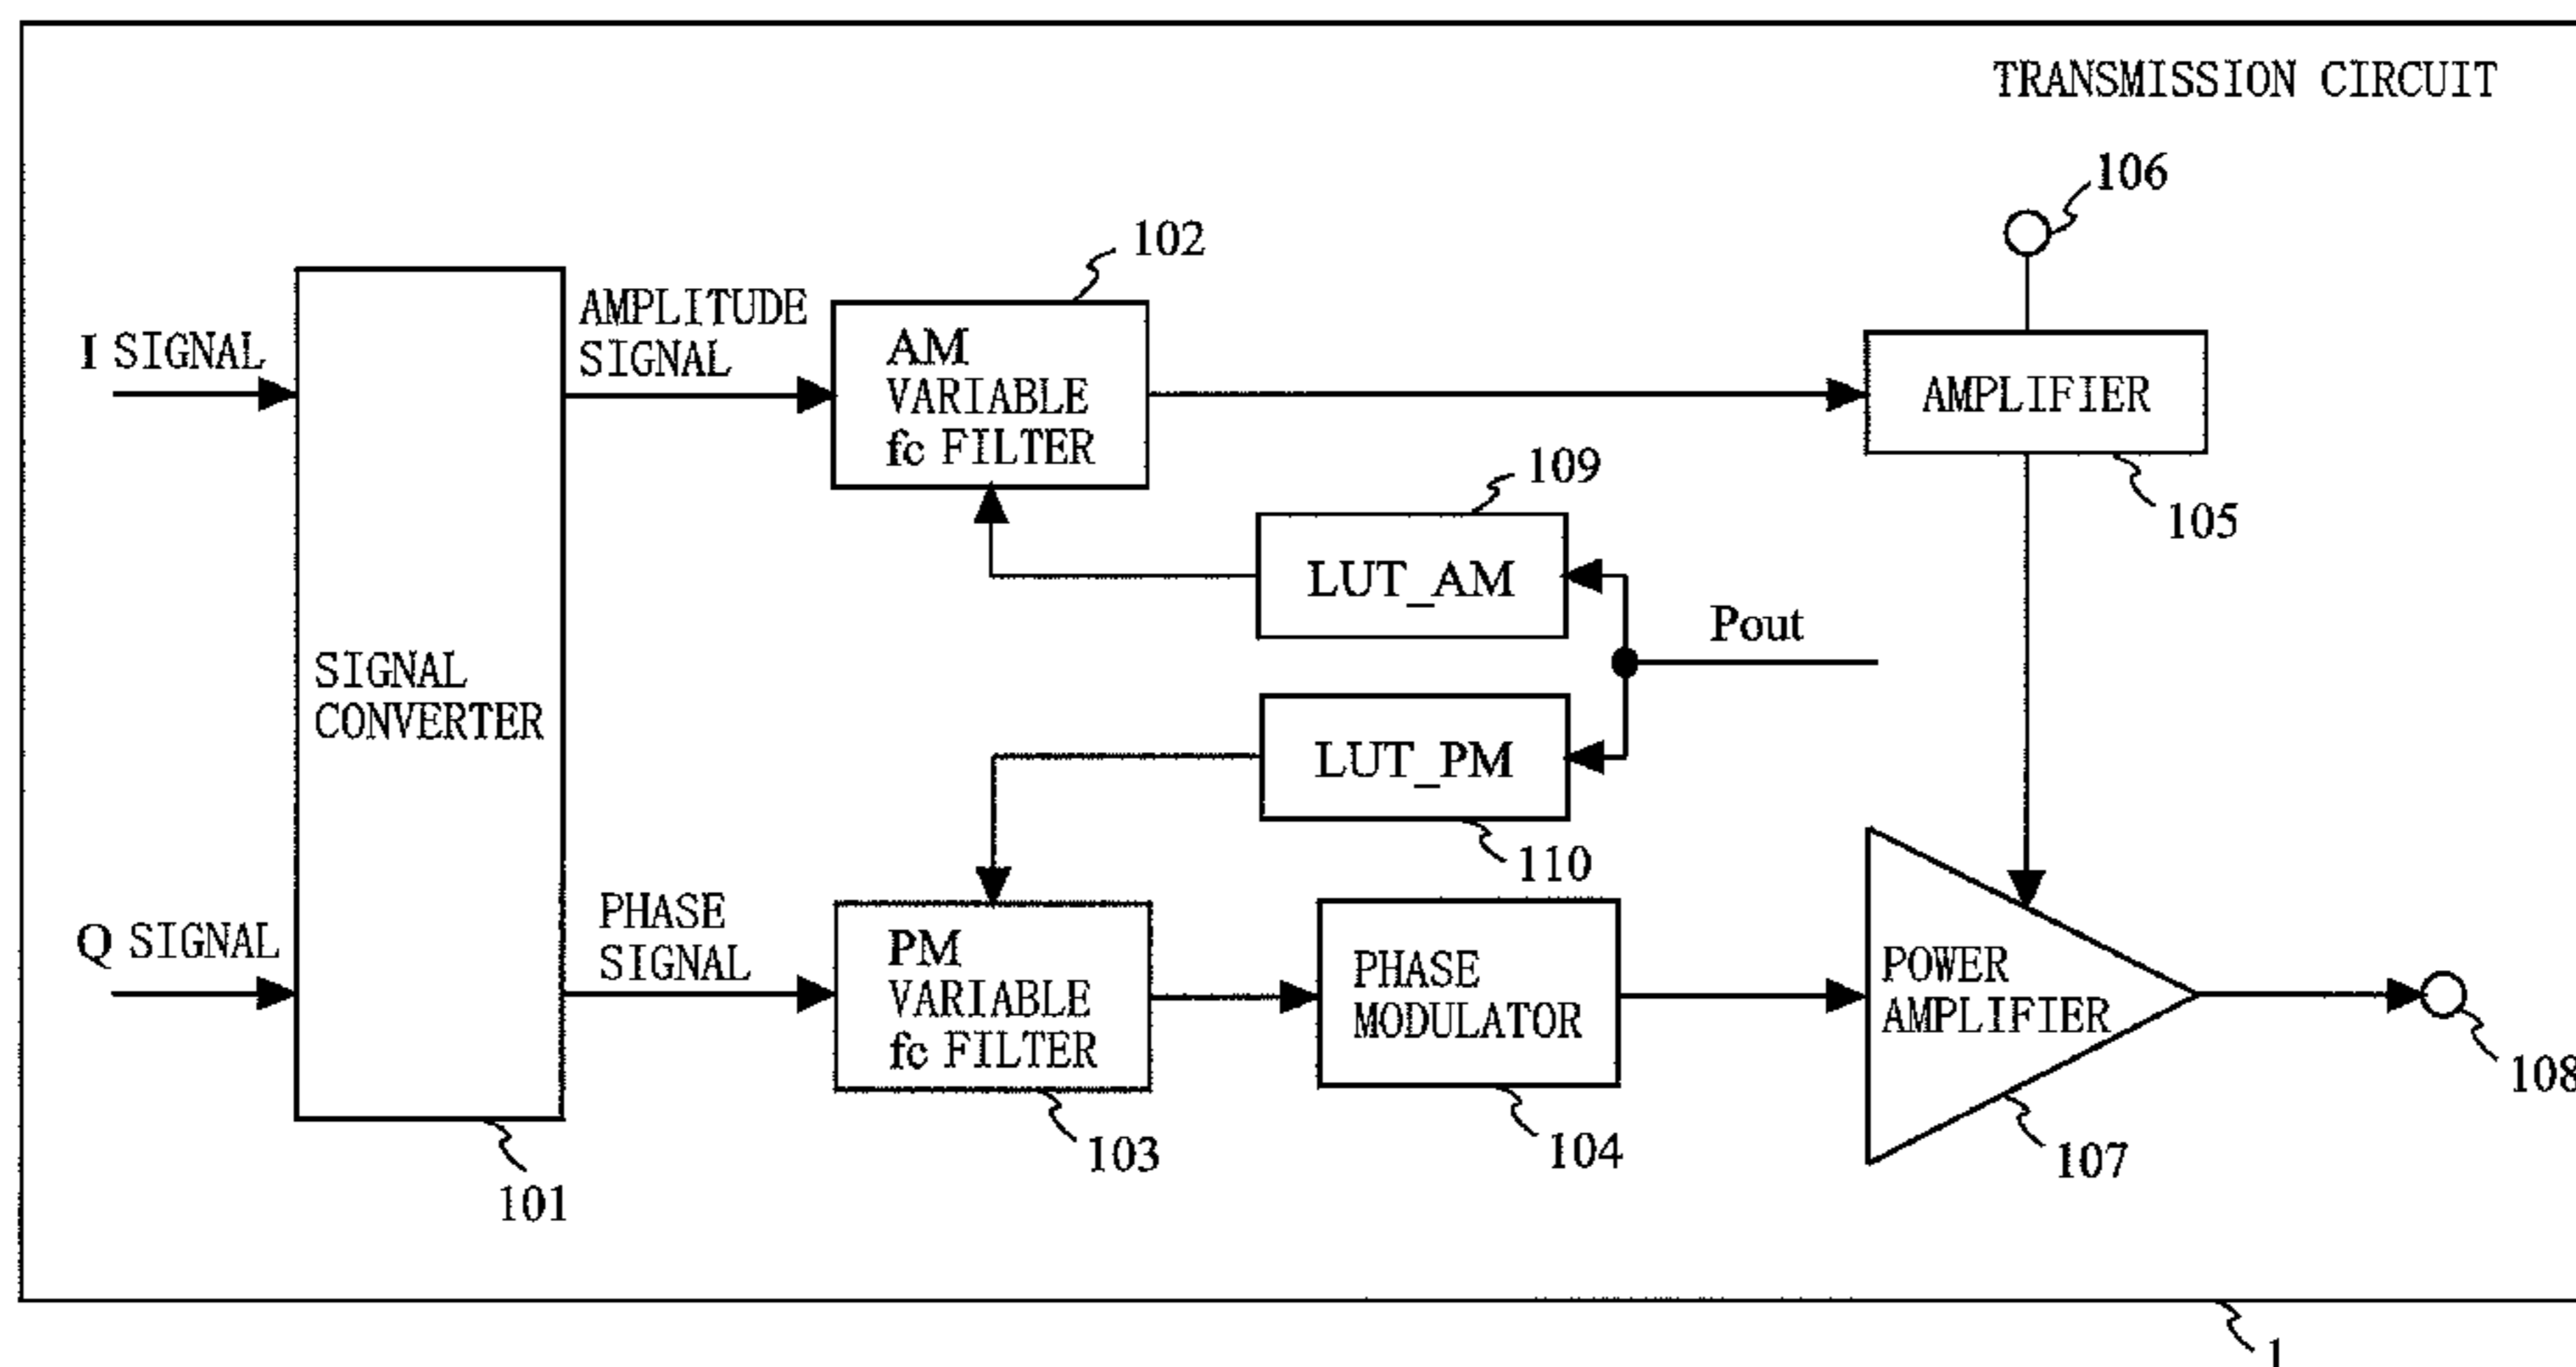 TRANSMISSION CIRCUIT
106
102
I SIGNAL
AMPLITUDE
SIGNAL
AM
VARIABLE
fc FILTER
AMPLIFIER
105
109
LUT_AM
Pout
SIGNAL
CONVERTER
LUT_PM
110
Q SIGNAL
PHASE
SIGNAL
PM
VARIABLE
fc FILTER
PHASE
MODULATOR
POWER
AMPLIFIER
108
103
104
107
101
1